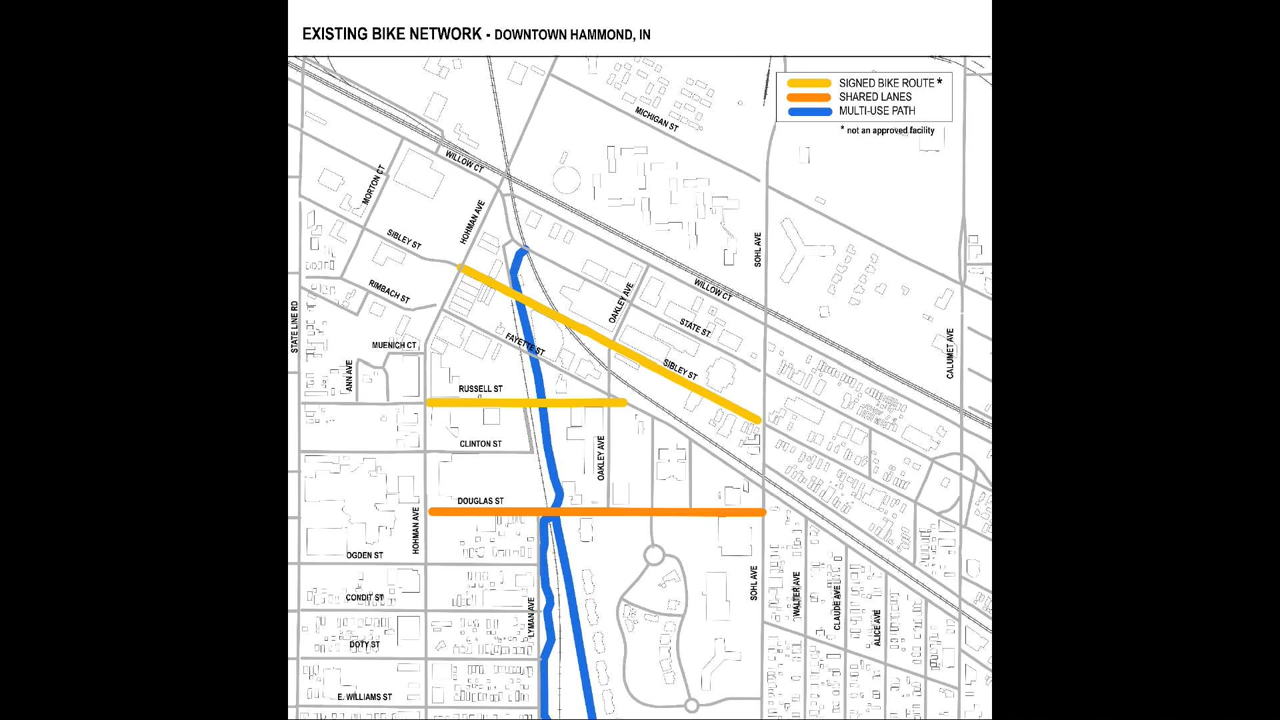 EXISTING BIKE NETWORK - DOWNTOWN HAMMOND, IN
SIGNED BIKE ROUTE *
SHARED LANES
MULTI-USE PATH
* not an approved facility
MICHIGAN ST
WILLOW CT
MORTON CT
HOHMAN AVE
SIBLEY ST
SOHL AVE
RIMBACH ST
WILLOW CT
OAKLEY AVE
STATE ST
STATE LINE RD
MUENICH CT
FAYETTE ST
CALUMET AVE
ANN AVE
SIBLEY ST
RUSSELL ST
CLINTON ST
OAKLEY AVE
DOUGLAS ST
HOHMAN AVE
OGDEN ST
SOHL AVE
WALTER AVE
CLAUDE AVE
CONDIT ST
LYMAN AVE
ALICE AVE
DOTY ST
E. WILLIAMS ST